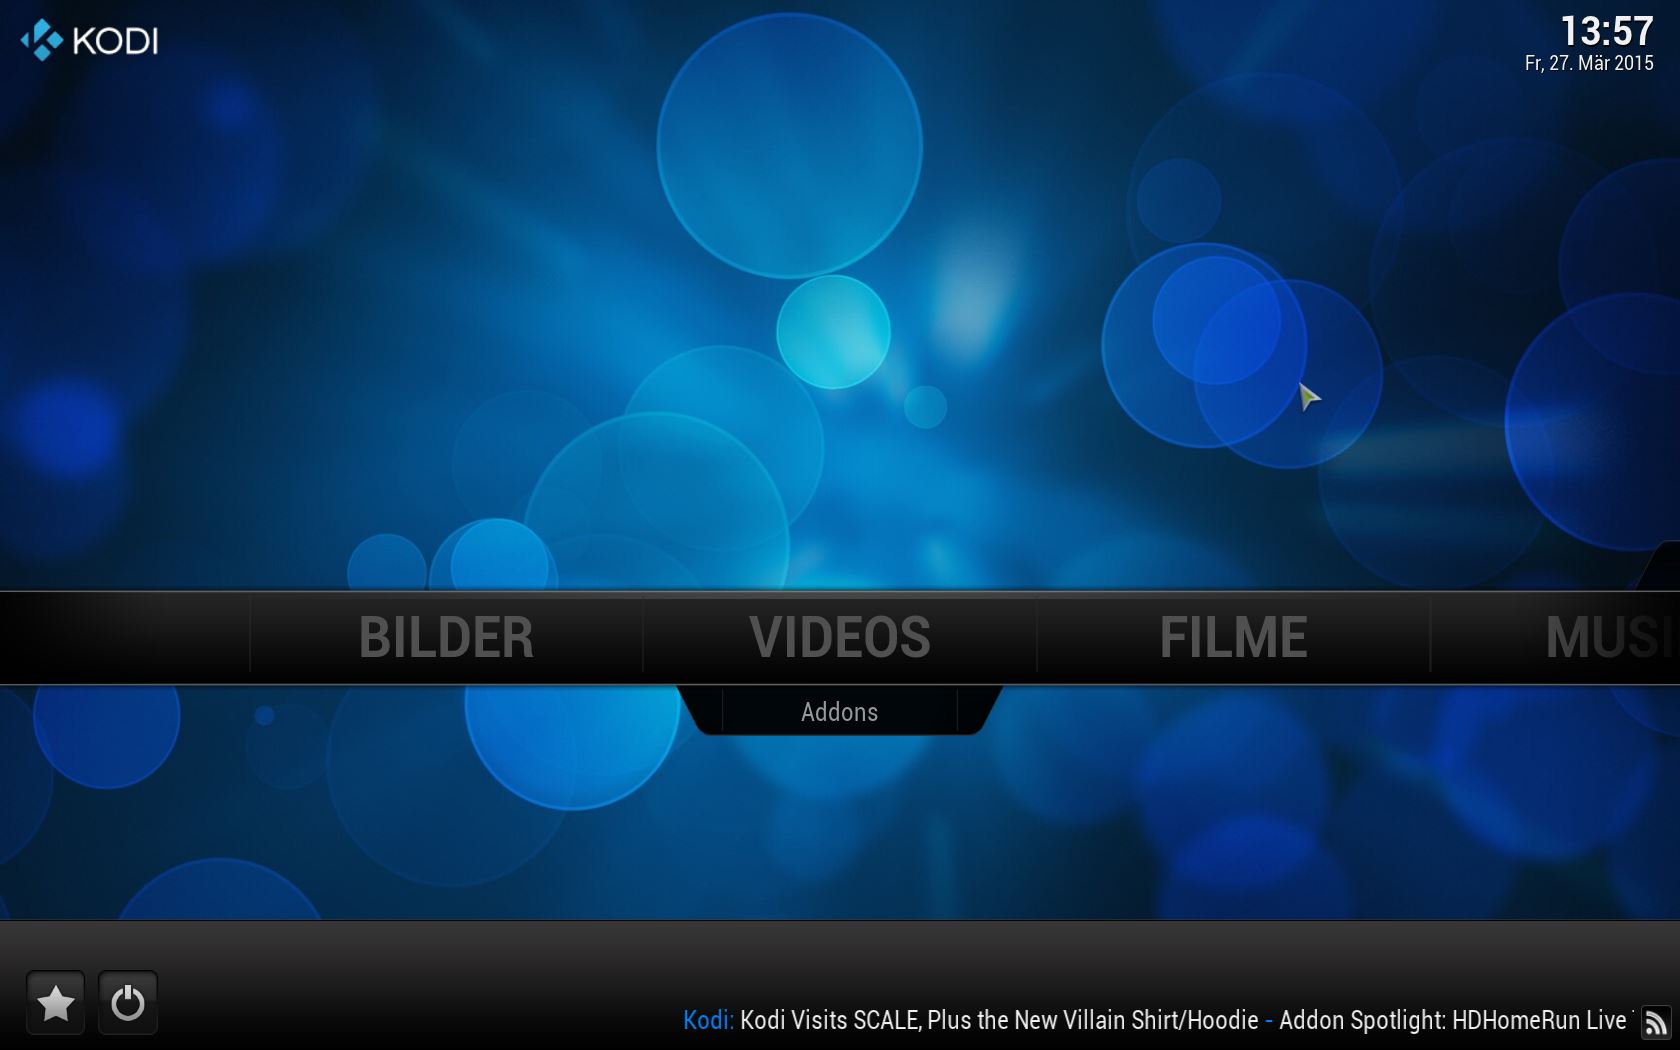 KODI
13:57
Fr, 27. Mär 2015
BILDER VIDEOS FILME MUSI
Addons
Kodi: Kodi Visits SCALE, Plus the New Villain Shirt/Hoodie - Addon Spotlight: HDHomeRun Live